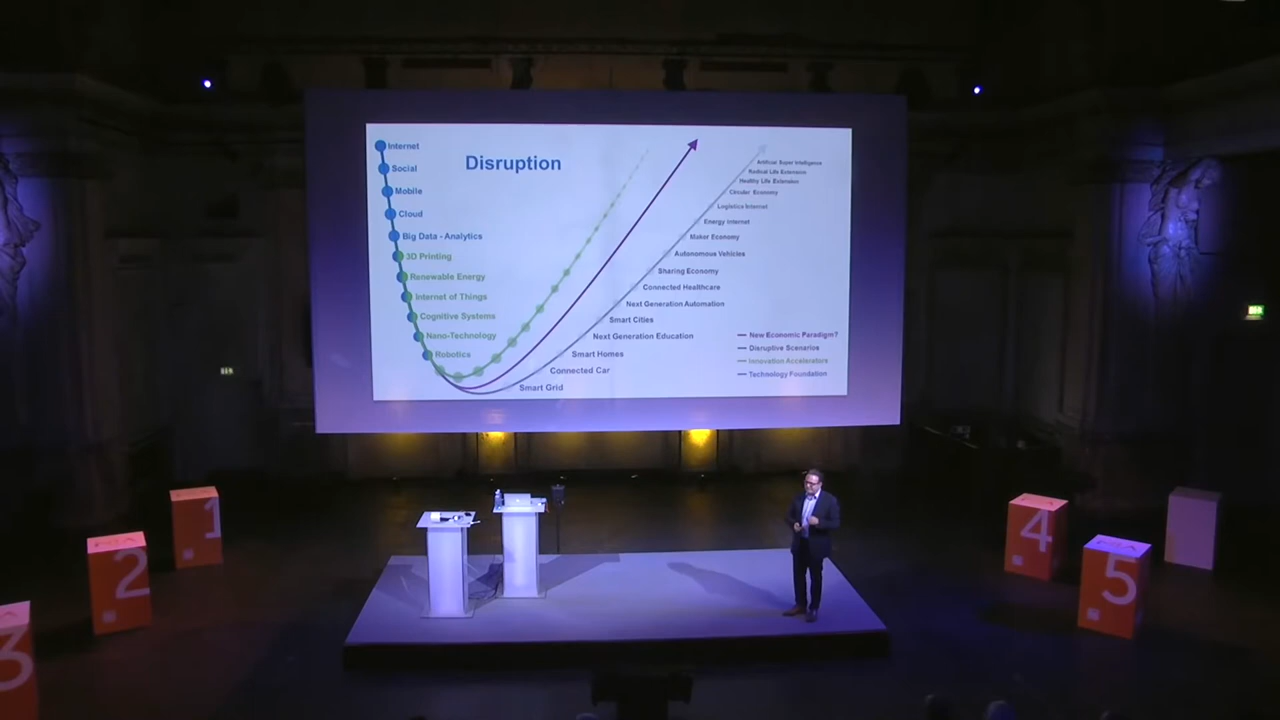 Disruption
Internet
Social
Mobile
Cloud
Big Data - Analytics
3D Printing
Renewable Energy
Internet of Things
Cognitive Systems
Nano-Technology
Robotics
Artificial Super Intelligence
Radical Life Extension
Healthy Life Extension
Circular Economy
Logistics Internet
Energy Internet
Maker Economy
Autonomous Vehicles
Sharing Economy
Connected Healthcare
Next Generation Automation
Smart Cities
Next Generation Education
Smart Homes
Connected Car
Smart Grid
New Economic Paradigm?
Disruptive Scenarios
Innovation Accelerators
Technology Foundation
1
2
3
4
5